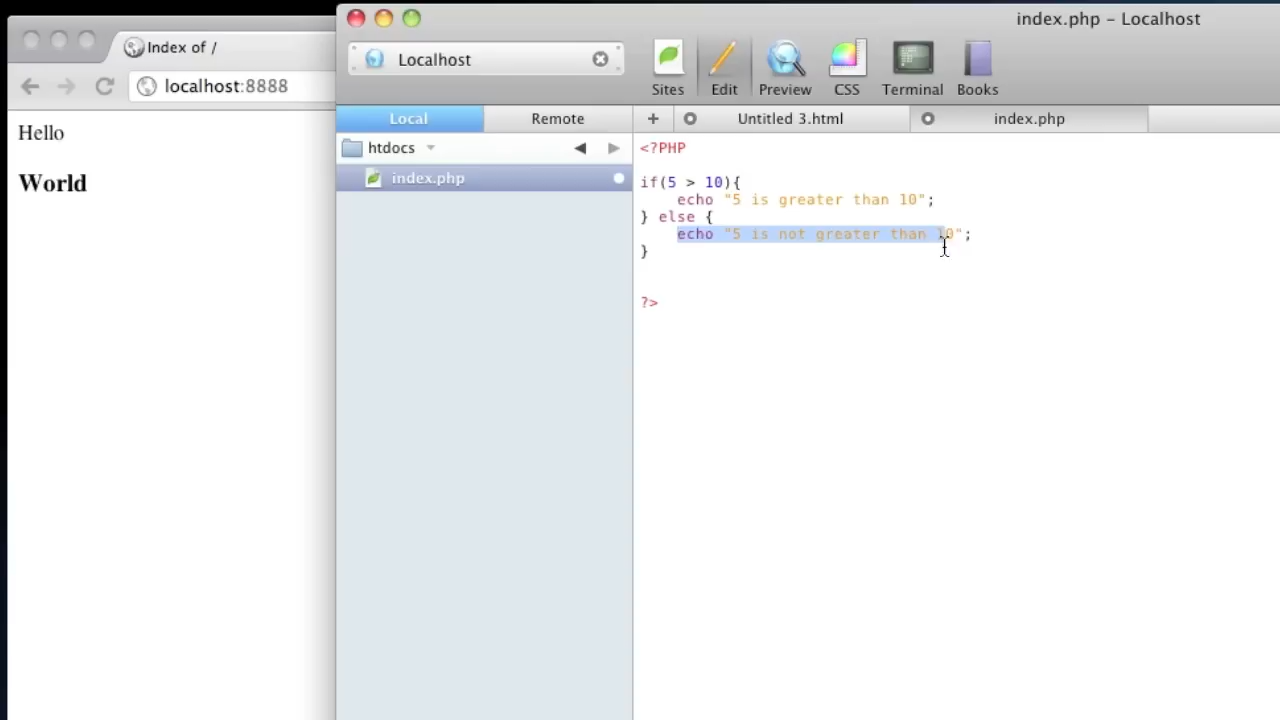 index.php – Localhost
Index of /
Localhost
localhost:8888
Sites
Edit
Preview
CSS
Terminal
Books
Hello
World
Local
Remote
+
Untitled 3.html
index.php
htdocs
index.php
<?PHP
if(5 > 10){
echo "5 is greater than 10";
} else {
echo "5 is not greater than 10";
}
?>